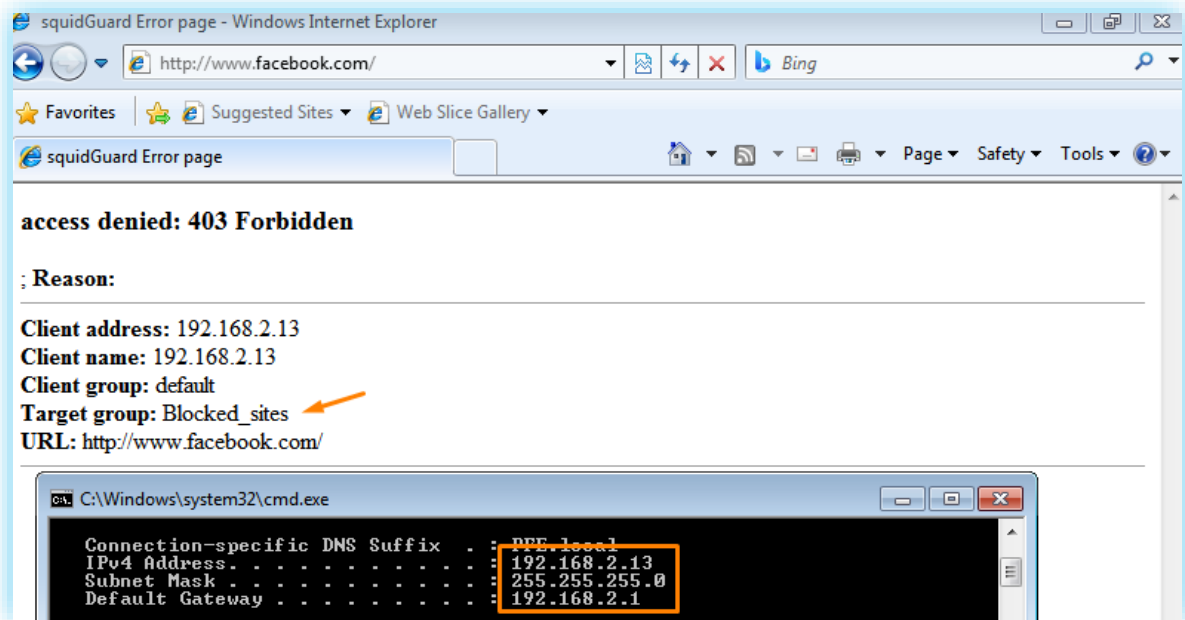 squidGuard Error page - Windows Internet Explorer
http://www.facebook.com/
Bing
Favorites Suggested Sites Web Slice Gallery
squidGuard Error page Page Safety Tools
access denied: 403 Forbidden
; Reason:
Client address: 192.168.2.13
Client name: 192.168.2.13
Client group: default
Target group: Blocked_sites
URL: http://www.facebook.com/
C:\Windows\system32\cmd.exe
Connection-specific DNS Suffix . : PFE.local
IPv4 Address. . . . . . . . . . . : 192.168.2.13
Subnet Mask . . . . . . . . . . . : 255.255.255.0
Default Gateway . . . . . . . . . : 192.168.2.1